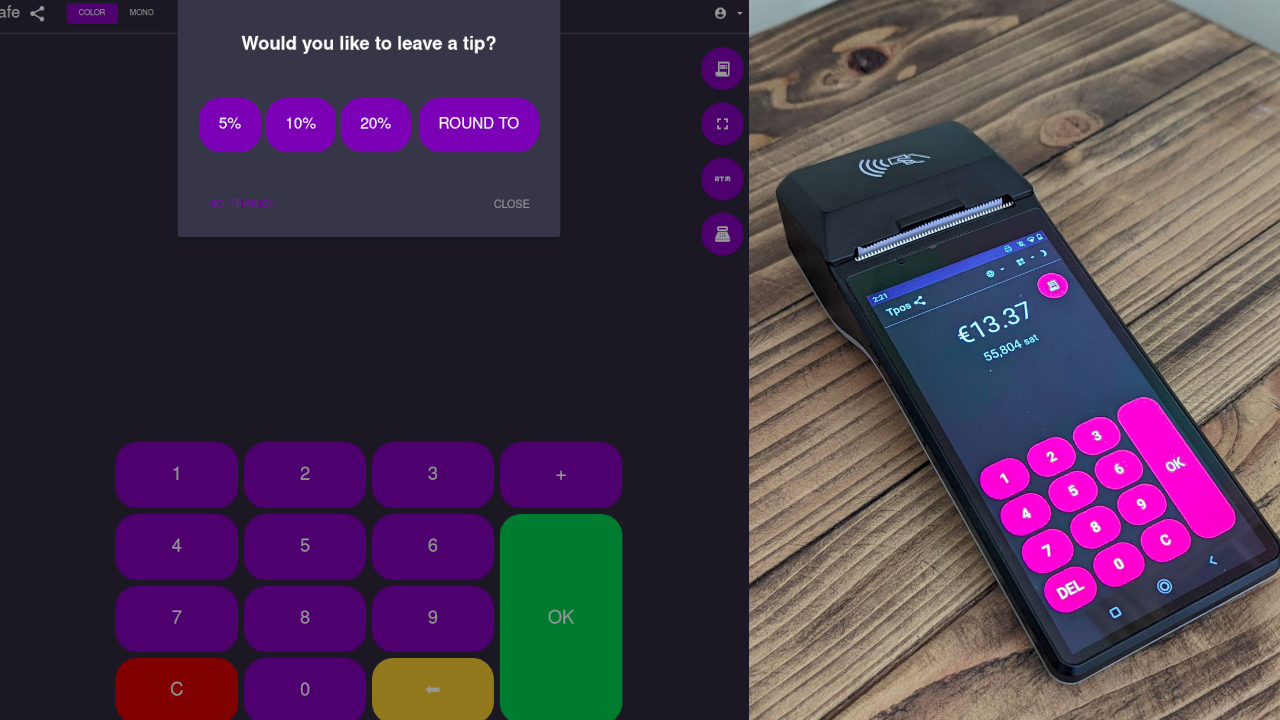 afe
COLOR MONO
Would you like to leave a tip?
5% 10% 20% ROUND TO
NO, THANKS
CLOSE
ATM
1 2 3 +
4 5 6
7 8 9 OK
C 0 ⬅
2:21
Tpos
€13.37
55,804 sat
1 2 3
4 5 6 OK
7 8 9
DEL 0 C